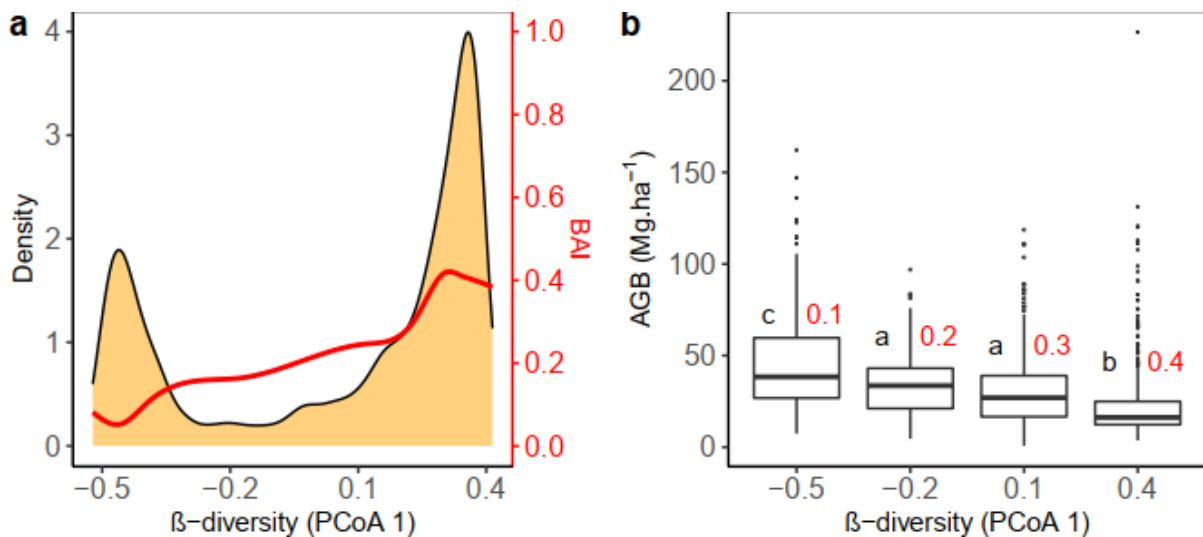 a
Density
4
3
2
1
0
1.0
0.8
0.6
0.4
0.2
0.0
BAI
−0.5 −0.2 0.1 0.4
ß−diversity (PCoA 1)
b
AGB (Mg.ha⁻¹)
200
150
100
50
0
c 0.1
a 0.2
a 0.3
b 0.4
−0.5 −0.2 0.1 0.4
ß−diversity (PCoA 1)